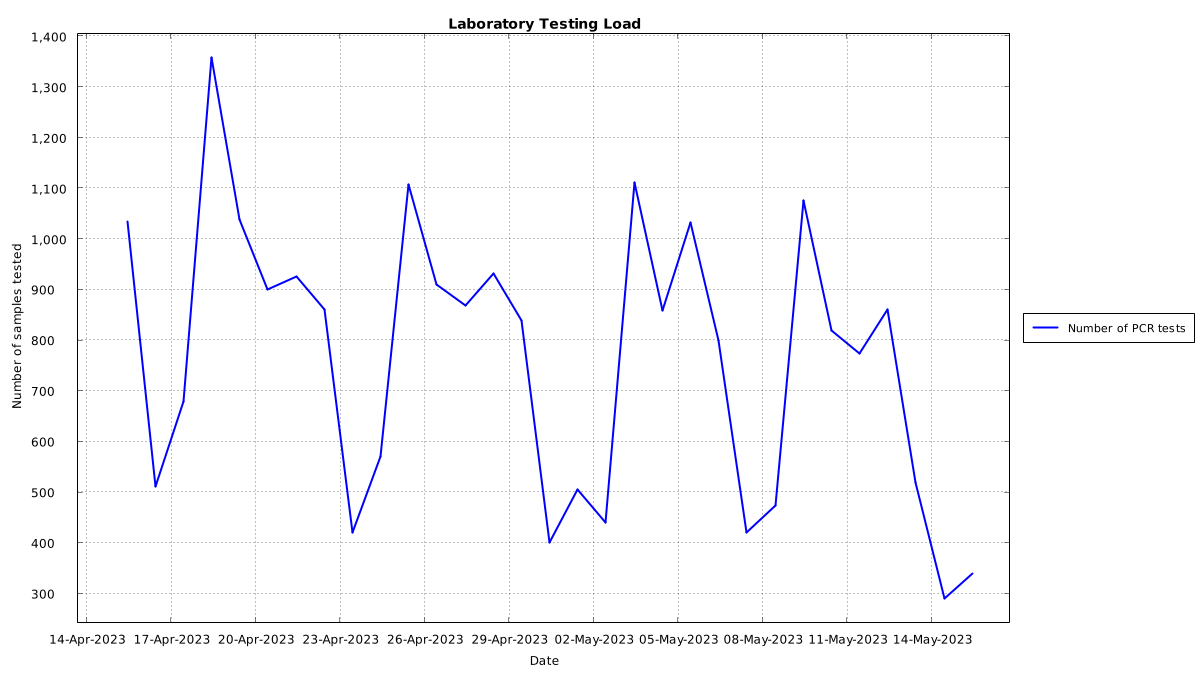 Laboratory Testing Load
1,400
1,300
1,200
1,100
1,000
900
800
700
600
500
400
300
Number of samples tested
14-Apr-2023 17-Apr-2023 20-Apr-2023 23-Apr-2023 26-Apr-2023 29-Apr-2023 02-May-2023 05-May-2023 08-May-2023 11-May-2023 14-May-2023
Date
Number of PCR tests